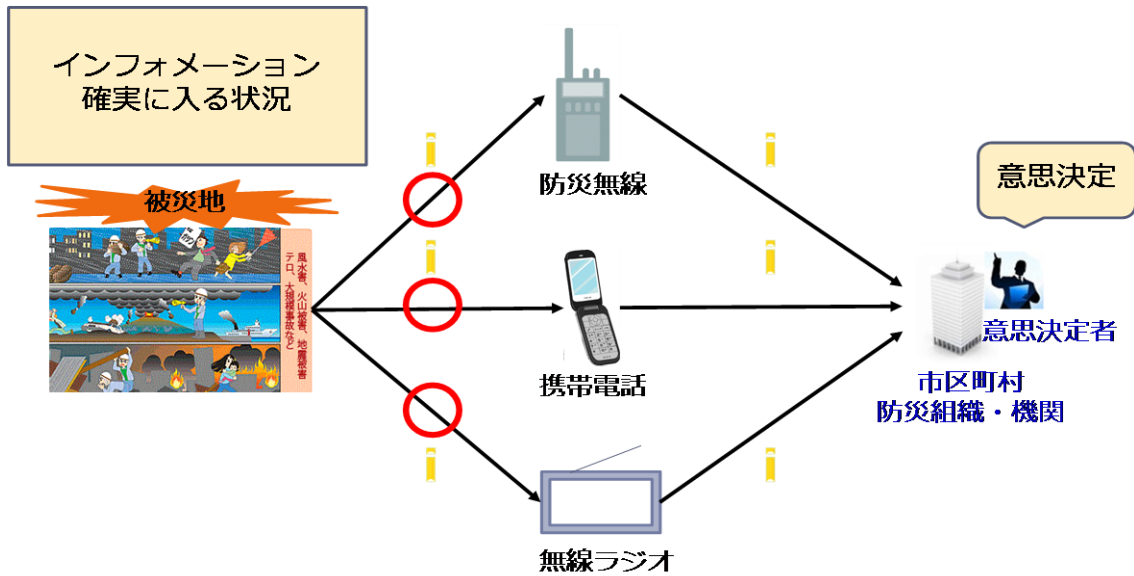 インフォメーション
確実に入る状況
被災地
風水害、火山被害、地震被害
テロ、大規模事故など
防災無線
携帯電話
無線ラジオ
意思決定
意思決定者
市区町村
防災組織・機関